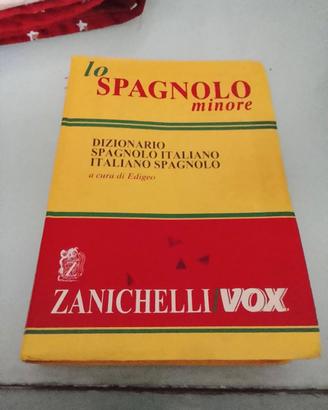 lo
SPAGNOLO
minore
DIZIONARIO
SPAGNOLO ITALIANO
ITALIANO SPAGNOLO
a cura di Edigeo
Z
ZANICHELLI/VOX